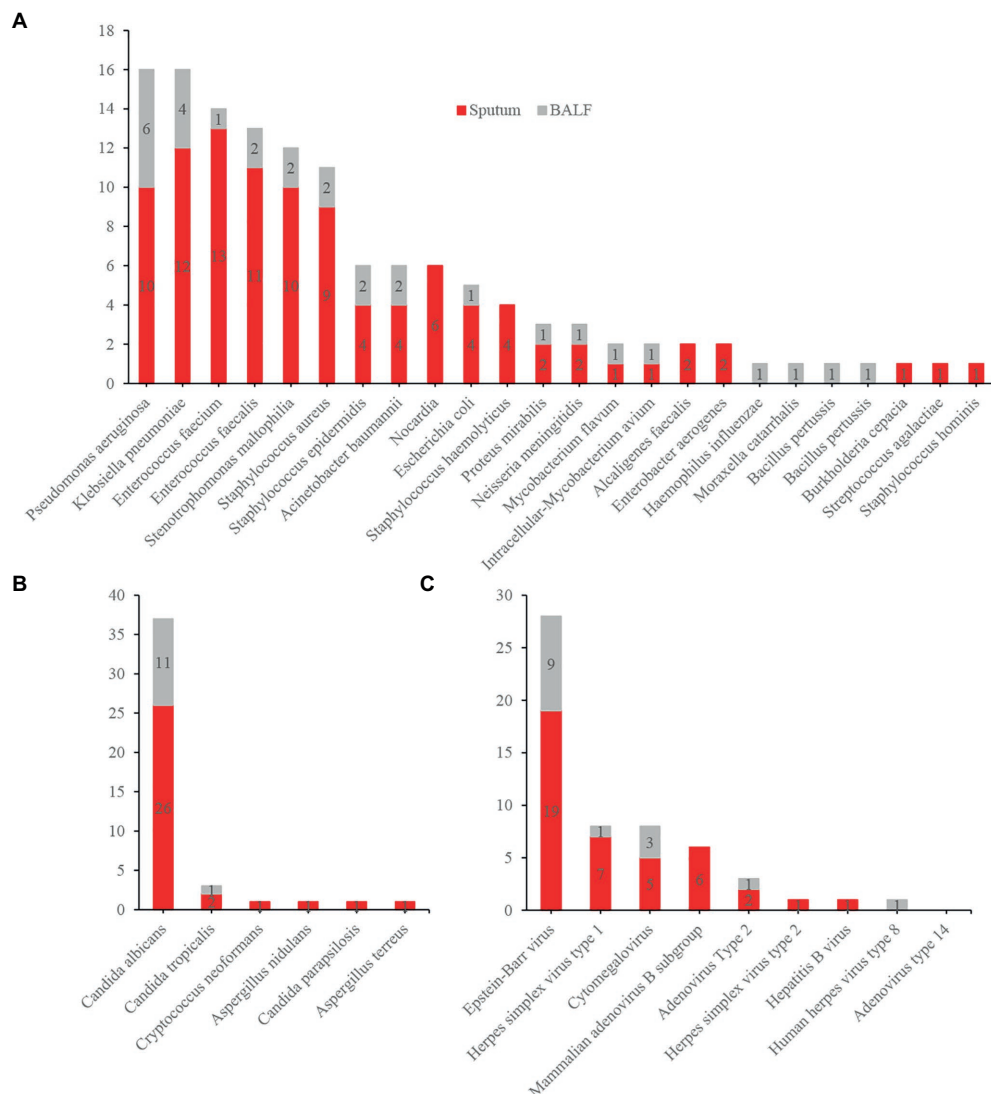 A
18
16
14
12
10
8
6
4
2
0
Sputum BALF
6 4 1 2 2 2 2 2 1 1 1 1 1 1 1 1 1
10 12 13 11 10 9 4 4 6 4 4 2 2 1 1 2 2 1 1 1
Pseudomonas aeruginosa
Klebsiella pneumoniae
Enterococcus faecium
Enterococcus faecalis
Stenotrophomonas maltophilia
Staphylococcus aureus
Staphylococcus epidermidis
Acinetobacter baumannii
Nocardia
Escherichia coli
Staphylococcus haemolyticus
Proteus mirabilis
Neisseria meningitidis
Mycobacterium flavum
Intracellular-Mycobacterium avium
Alcaligenes faecalis
Enterobacter aerogenes
Haemophilus influenzae
Moraxella catarrhalis
Bacillus pertussis
Bacillus pertussis
Burkholderia cepacia
Streptococcus agalactiae
Staphylococcus hominis
B
40
35
30
25
20
15
10
5
0
11 1
26 2 1 1 1 1
Candida albicans
Candida tropicalis
Cryptococcus neoformans
Aspergillus nidulans
Candida parapsilosis
Aspergillus terreus
C
30
25
20
15
10
5
0
9 1 3 1 1
19 7 5 6 2 1 1
Epstein-Barr virus
Herpes simplex virus type 1
Cytomegalovirus
Mammalian adenovirus B subgroup
Adenovirus Type 2
Herpes simplex virus type 2
Hepatitis B virus
Human herpes virus type 8
Adenovirus type 14